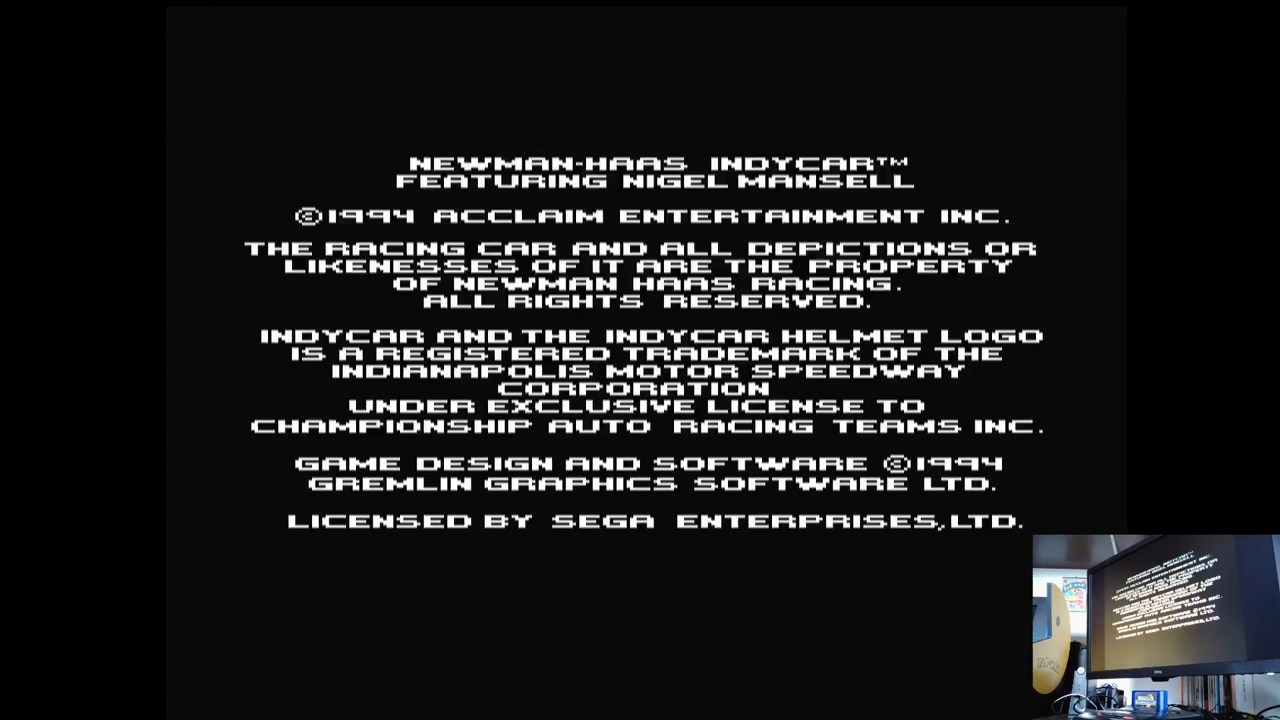 NEWMAN-HAAS INDYCAR™
FEATURING NIGEL MANSELL
©1994 ACCLAIM ENTERTAINMENT INC.
THE RACING CAR AND ALL DEPICTIONS OR
LIKENESSES OF IT ARE THE PROPERTY
OF NEWMAN HAAS RACING.
ALL RIGHTS RESERVED.
INDYCAR AND THE INDYCAR HELMET LOGO
IS A REGISTERED TRADEMARK OF THE
INDIANAPOLIS MOTOR SPEEDWAY
CORPORATION
UNDER EXCLUSIVE LICENSE TO
CHAMPIONSHIP AUTO RACING TEAMS INC.
GAME DESIGN AND SOFTWARE ©1994
GREMLIN GRAPHICS SOFTWARE LTD.
LICENSED BY SEGA ENTERPRISES,LTD.